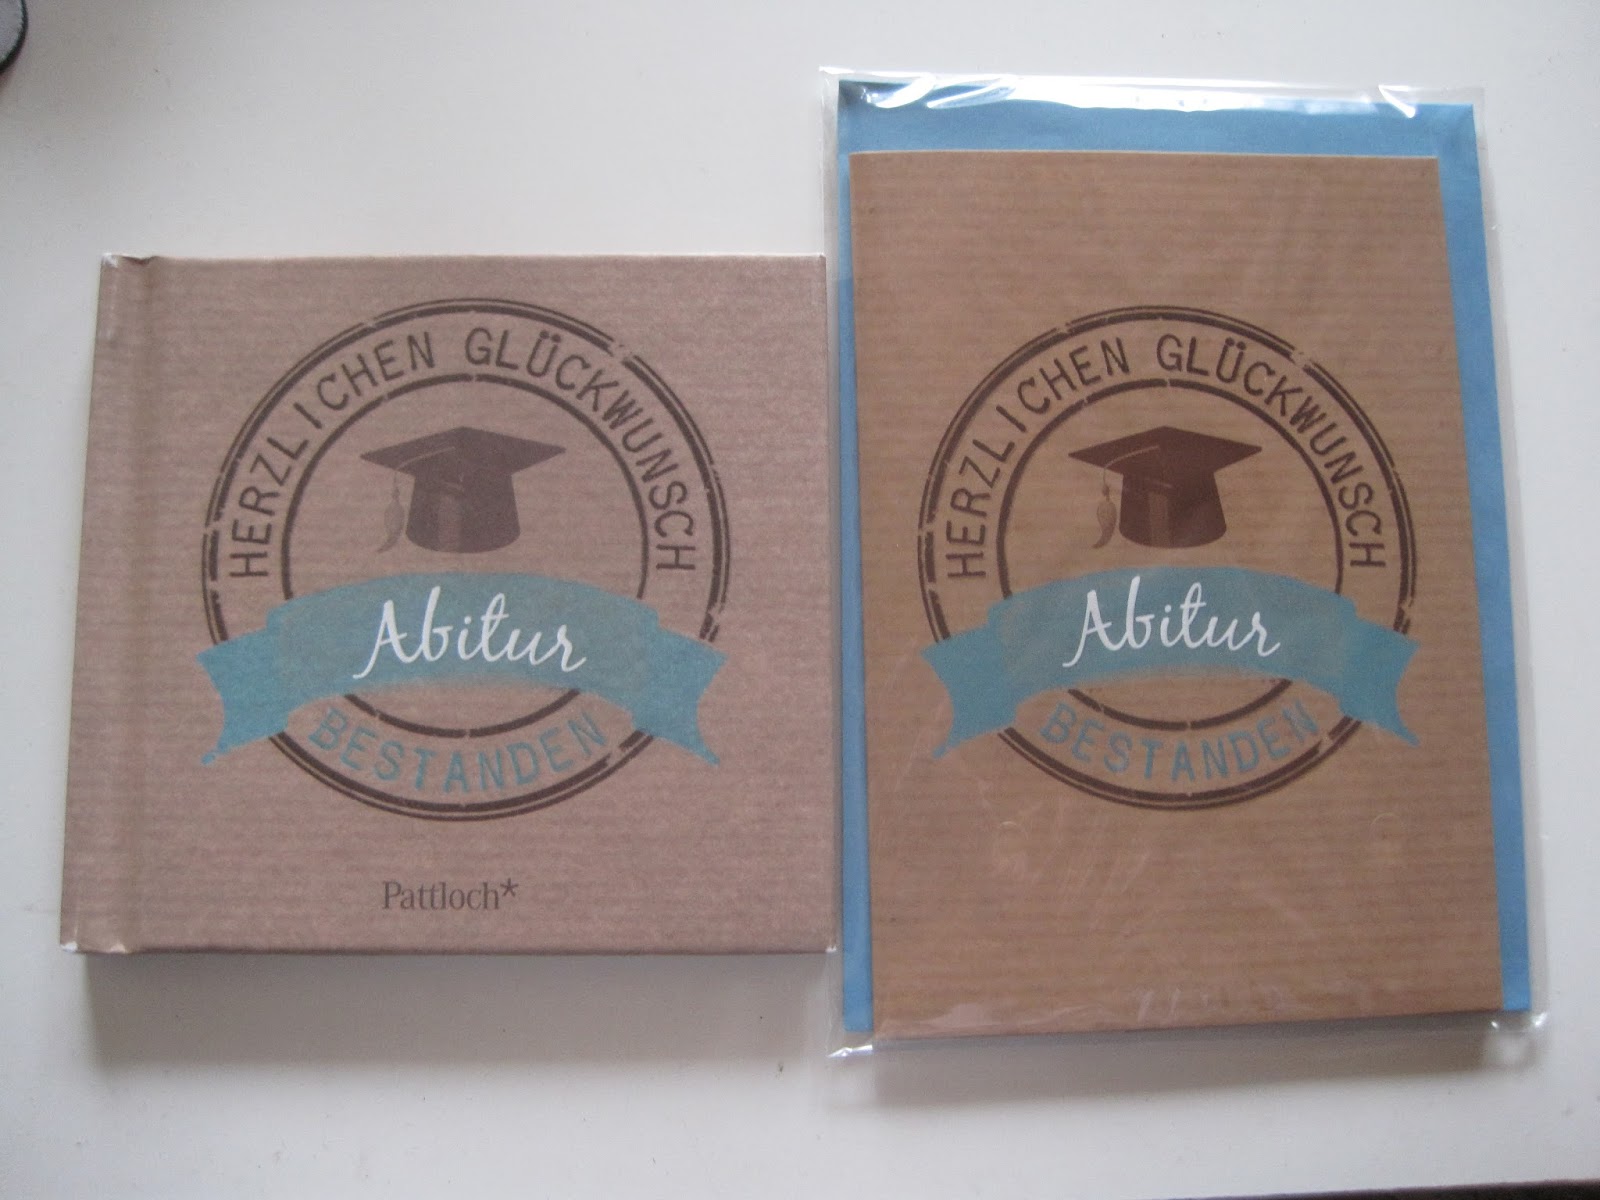 HERZLICHEN GLÜCKWUNSCH
Abitur
BESTANDEN
Pattloch*
HERZLICHEN GLÜCKWUNSCH
Abitur
BESTANDEN